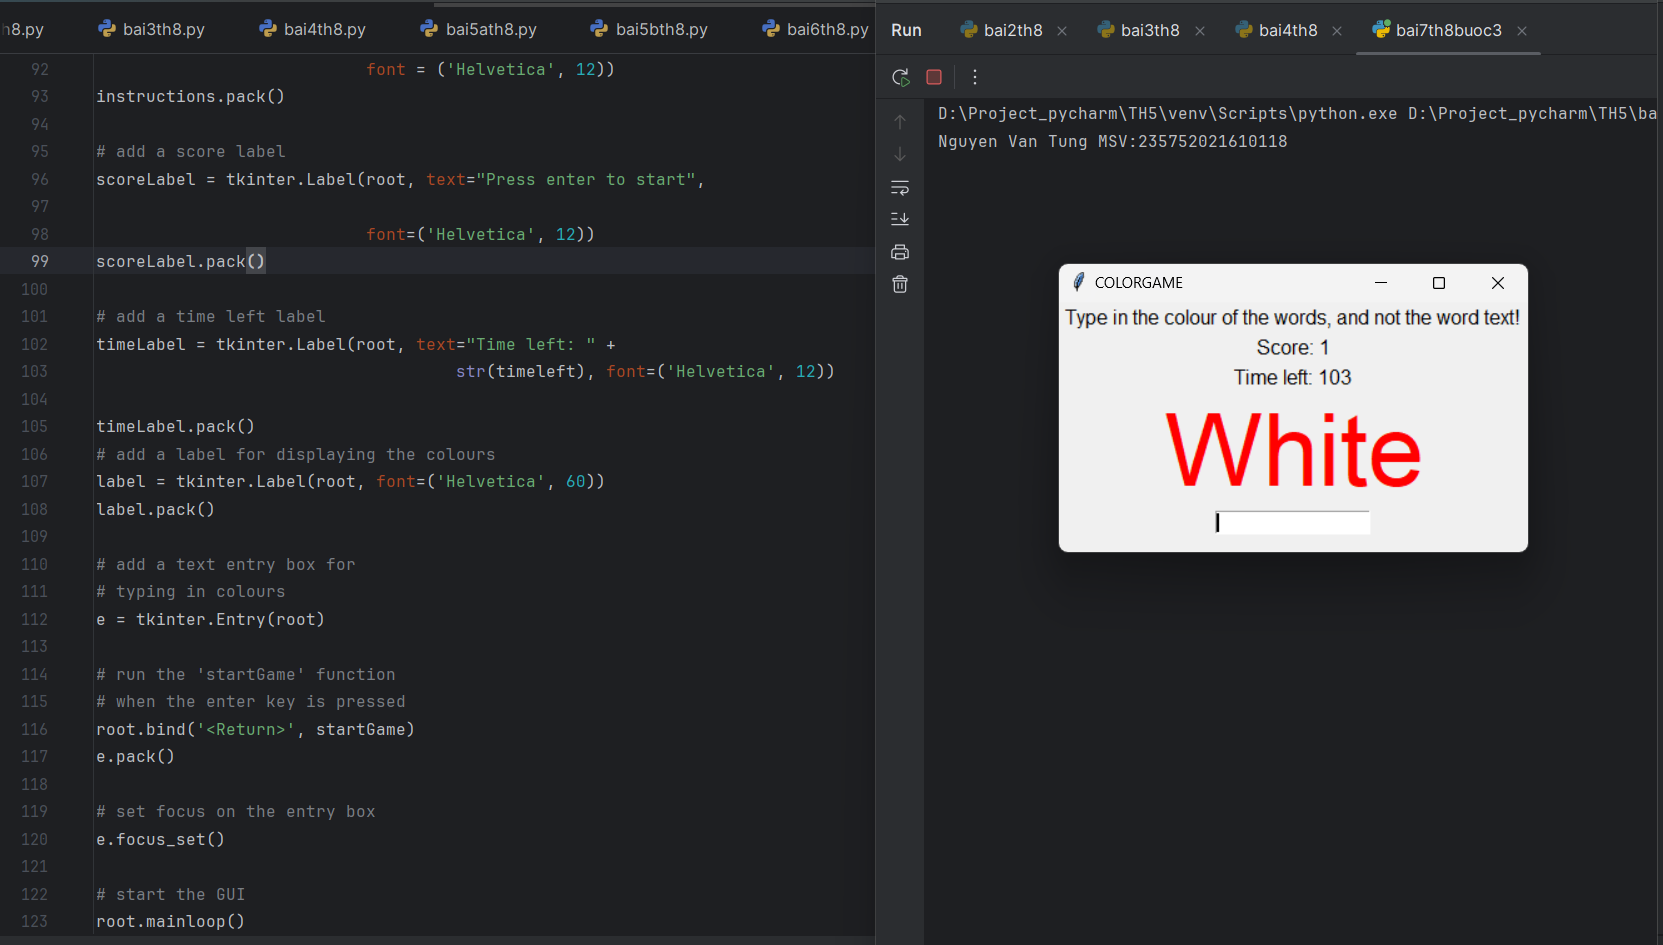 h8.py bai3th8.py bai4th8.py bai5ath8.py bai5bth8.py bai6th8.py
92 font = ('Helvetica', 12))
93 instructions.pack()
94
95 # add a score label
96 scoreLabel = tkinter.Label(root, text="Press enter to start",
97
98 font=('Helvetica', 12))
99 scoreLabel.pack()
100
101 # add a time left label
102 timeLabel = tkinter.Label(root, text="Time left: " +
103 str(timeleft), font=('Helvetica', 12))
104
105 timeLabel.pack()
106 # add a label for displaying the colours
107 label = tkinter.Label(root, font=('Helvetica', 60))
108 label.pack()
109
110 # add a text entry box for
111 # typing in colours
112 e = tkinter.Entry(root)
113
114 # run the 'startGame' function
115 # when the enter key is pressed
116 root.bind('<Return>', startGame)
117 e.pack()
118
119 # set focus on the entry box
120 e.focus_set()
121
122 # start the GUI
123 root.mainloop()
Run bai2th8 bai3th8 bai4th8 bai7th8buoc3
D:\Project_pycharm\TH5\venv\Scripts\python.exe D:\Project_pycharm\TH5\ba
Nguyen Van Tung MSV:235752021610118
COLORGAME
Type in the colour of the words, and not the word text!
Score: 1
Time left: 103
White